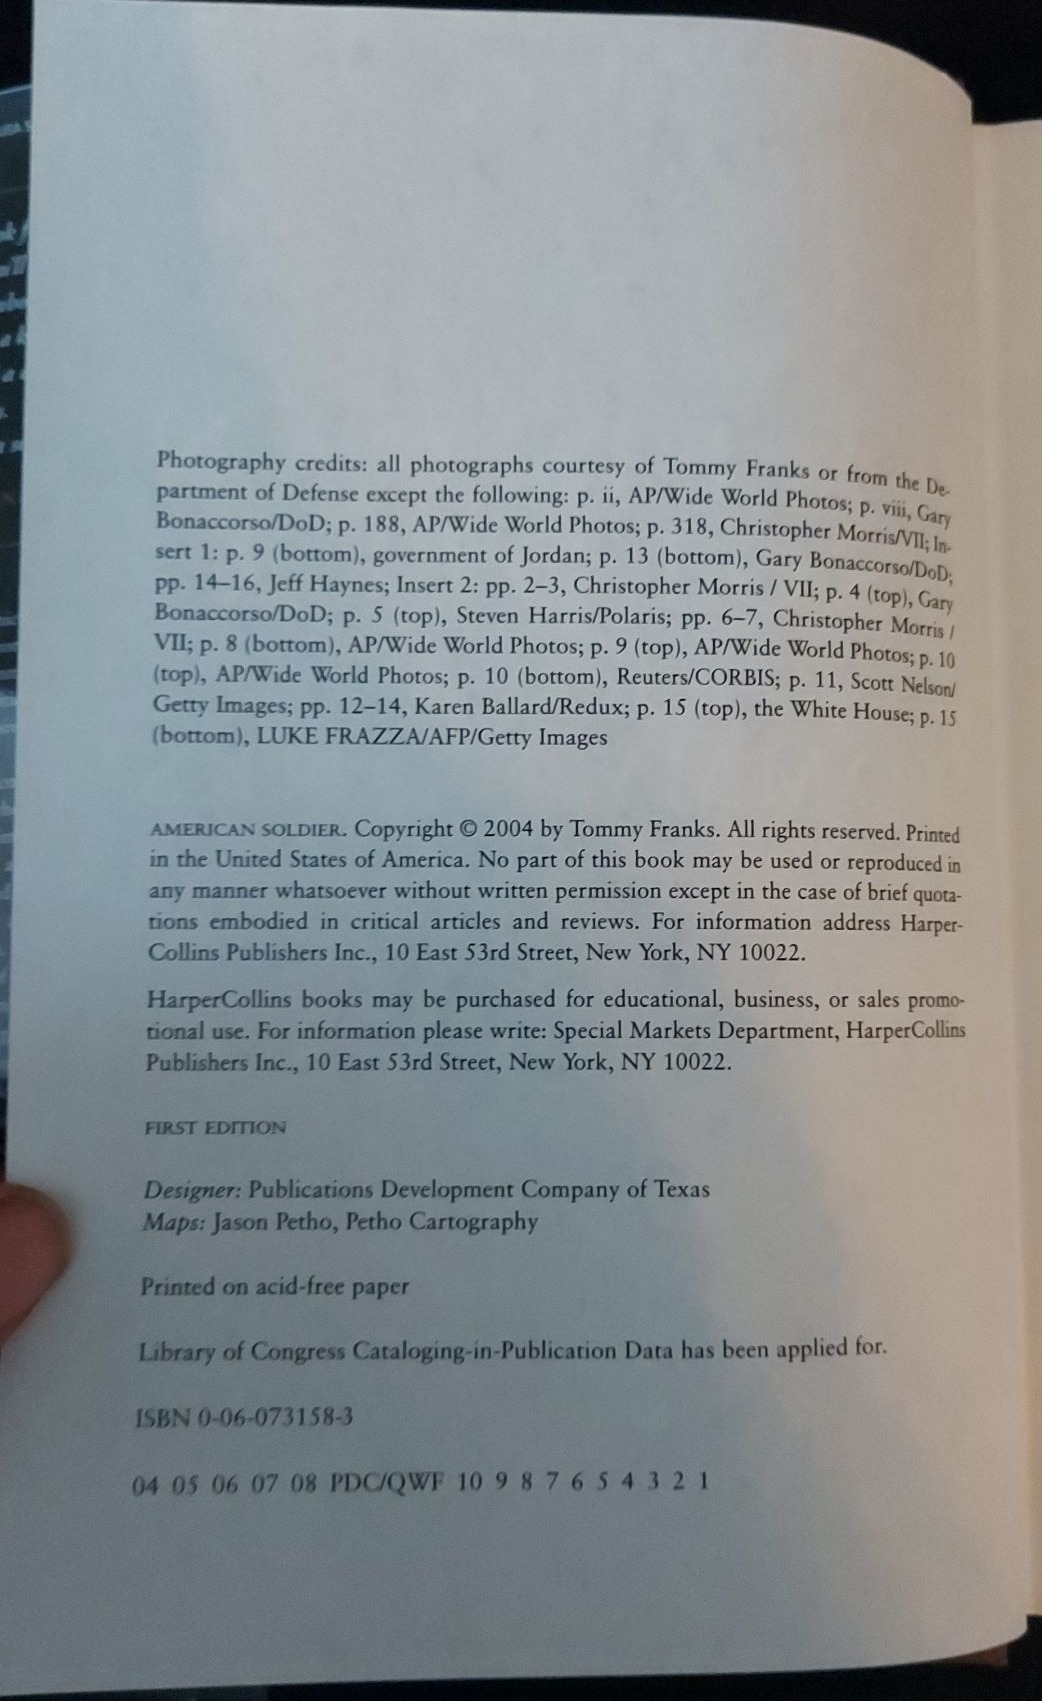 Photography credits: all photographs courtesy of Tommy Franks or from the De-
partment of Defense except the following: p. ii, AP/Wide World Photos; p. viii, Gary
Bonaccorso/DoD; p. 188, AP/Wide World Photos; p. 318, Christopher Morris/VII; In-
sert 1: p. 9 (bottom), government of Jordan; p. 13 (bottom), Gary Bonaccorso/DoD;
pp. 14–16, Jeff Haynes; Insert 2: pp. 2–3, Christopher Morris / VII; p. 4 (top), Gary
Bonaccorso/DoD; p. 5 (top), Steven Harris/Polaris; pp. 6–7, Christopher Morris /
VII; p. 8 (bottom), AP/Wide World Photos; p. 9 (top), AP/Wide World Photos; p. 10
(top), AP/Wide World Photos; p. 10 (bottom), Reuters/CORBIS; p. 11, Scott Nelson/
Getty Images; pp. 12–14, Karen Ballard/Redux; p. 15 (top), the White House; p. 15
(bottom), LUKE FRAZZA/AFP/Getty Images
AMERICAN SOLDIER. Copyright © 2004 by Tommy Franks. All rights reserved. Printed
in the United States of America. No part of this book may be used or reproduced in
any manner whatsoever without written permission except in the case of brief quota-
tions embodied in critical articles and reviews. For information address Harper-
Collins Publishers Inc., 10 East 53rd Street, New York, NY 10022.
HarperCollins books may be purchased for educational, business, or sales promo-
tional use. For information please write: Special Markets Department, HarperCollins
Publishers Inc., 10 East 53rd Street, New York, NY 10022.
FIRST EDITION
Designer: Publications Development Company of Texas
Maps: Jason Petho, Petho Cartography
Printed on acid-free paper
Library of Congress Cataloging-in-Publication Data has been applied for.
ISBN 0-06-073158-3
04 05 06 07 08 PDC/QWF 10 9 8 7 6 5 4 3 2 1